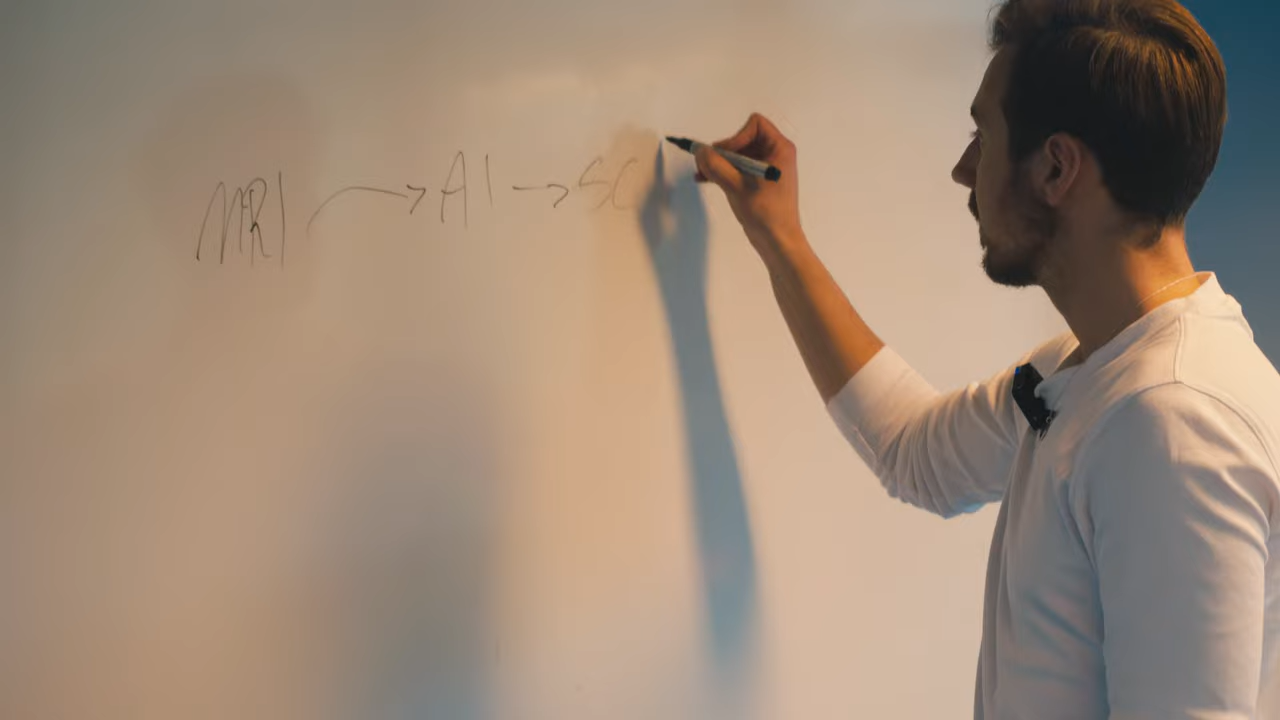 MRI → AI → SC